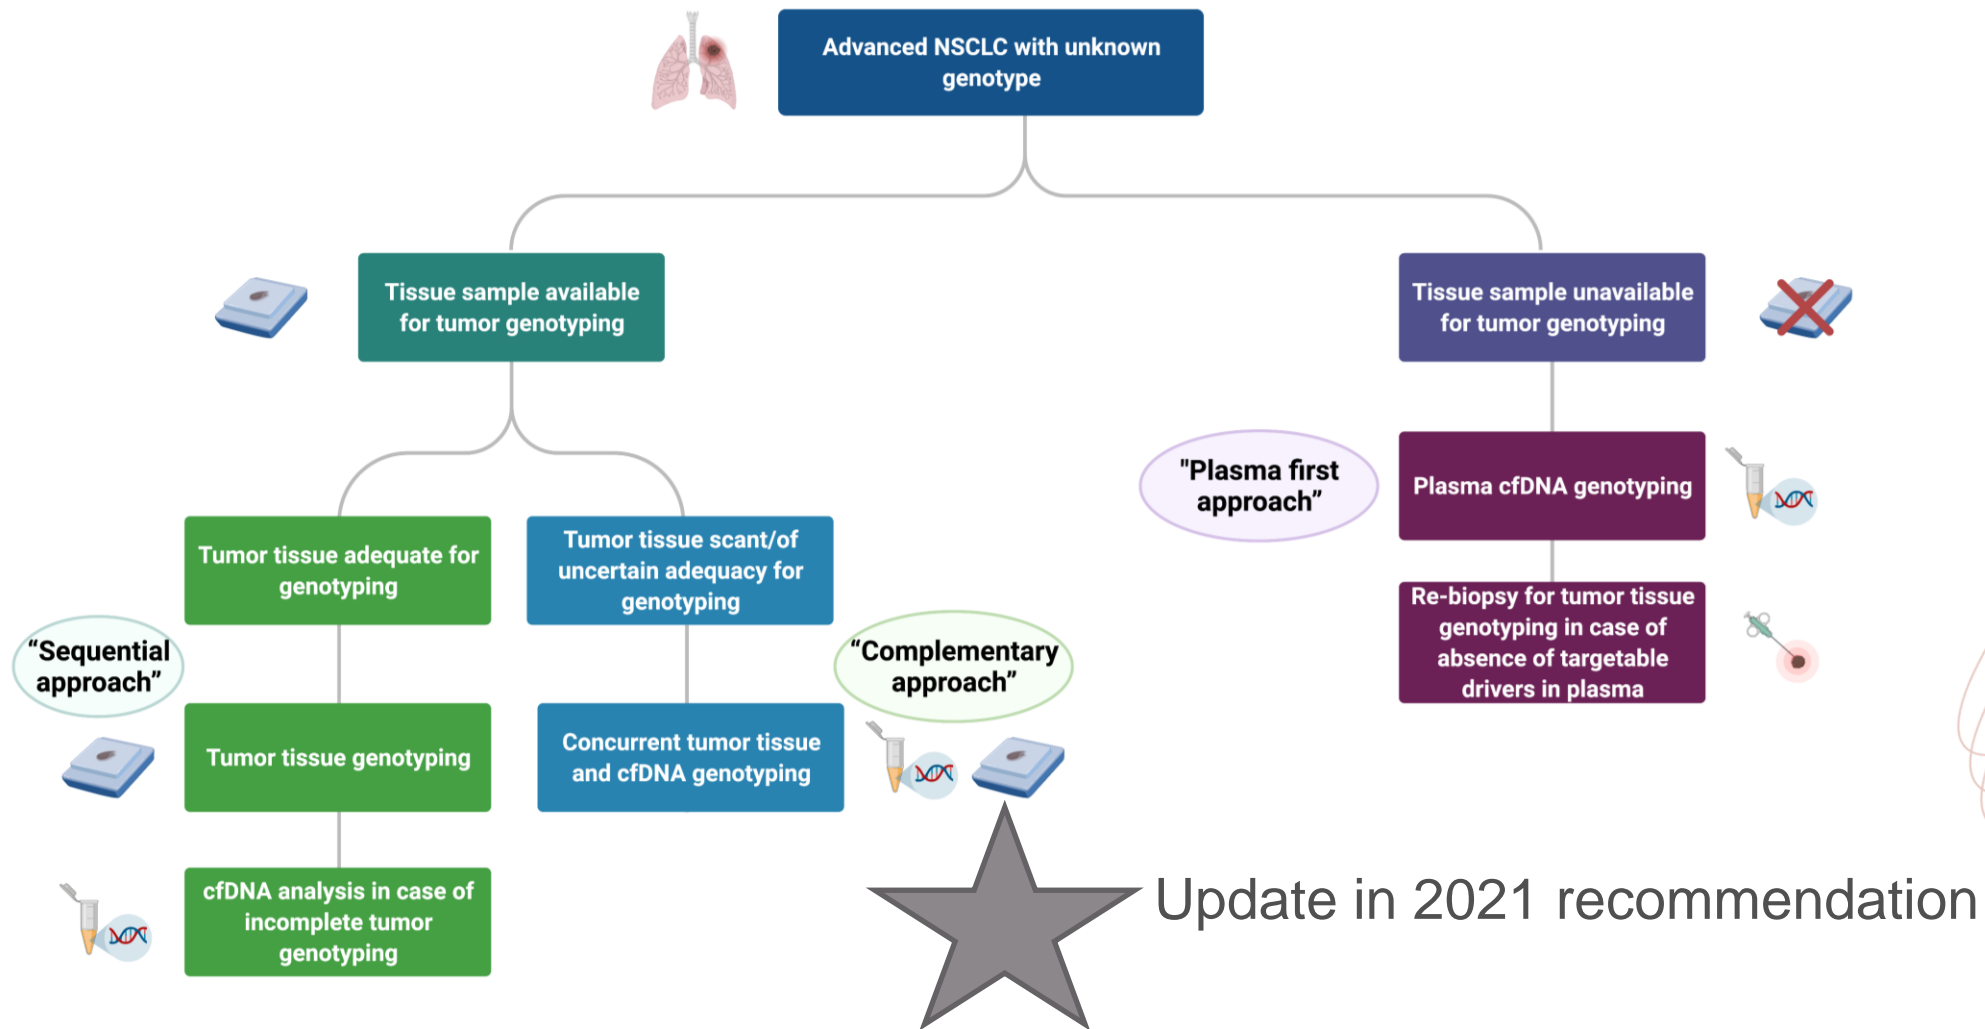 Advanced NSCLC with unknown
genotype
Tissue sample available
for tumor genotyping
Tissue sample unavailable
for tumor genotyping
"Plasma first
approach”
Plasma cfDNA genotyping
Tumor tissue adequate for
genotyping
Tumor tissue scant/of
uncertain adequacy for
genotyping
Re-biopsy for tumor tissue
genotyping in case of
absence of targetable
drivers in plasma
“Sequential
approach”
“Complementary
approach”
Tumor tissue genotyping
Concurrent tumor tissue
and cfDNA genotyping
cfDNA analysis in case of
incomplete tumor
genotyping
Update in 2021 recommendation